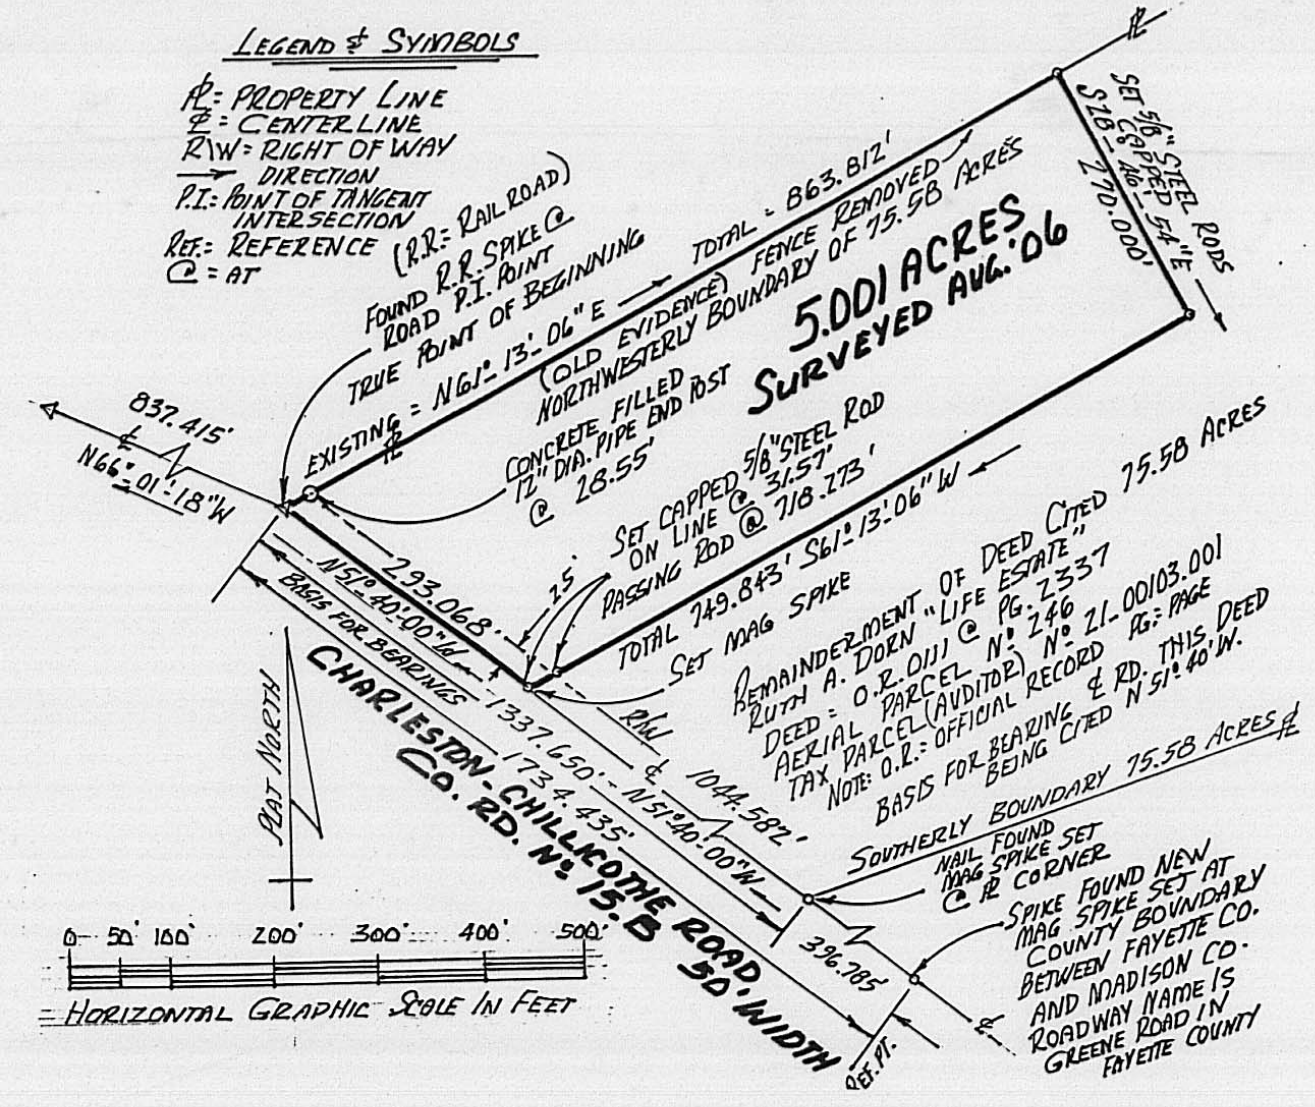 LEGEND & SYMBOLS
PL = PROPERTY LINE
℄ = CENTERLINE
R\W = RIGHT OF WAY
→ DIRECTION
P.I. = POINT OF TANGENT
INTERSECTION
REF. = REFERENCE
@ = AT
(R.R. = RAILROAD)
FOUND R.R. SPIKE @
ROAD P.I. POINT
TRUE POINT OF BEGINNING
EXISTING = N61°-13'-06" E → TOTAL = 863.812'
PL
(OLD EVIDENCE) FENCE REMOVED
NORTHWESTERLY BOUNDARY OF 75.58 ACRES
PL
SET 5/8" STEEL RODS
CAPPED
S28°-46'-54"E
270.000'
5.001 ACRES
SURVEYED AUG. '06
CONCRETE FILLED
12" DIA. PIPE END POST
@ 28.55'
SET CAPPED 5/8" STEEL ROD
ON LINE @ 31.57'
PASSING ROD @ 718.273'
TOTAL 749.843' S61°-13'-06" W
SET MAG SPIKE
25'
837.415'
℄
N66°-01'-18"W
293.068'
N51°-40'-00"W
BASIS FOR BEARINGS
1337.650' - N51°40'-00"W
1734.435'
CHARLESTON-CHILLICOTHE ROAD
CO. RD. Nº 15-B 50' WIDTH
R\W
℄
1044.582'
REMAINDERMENT OF DEED CITED 75.58 ACRES
RUTH A. DORN "LIFE ESTATE"
DEED = O.R. 0111 @ PG. 2337
AERIAL PARCEL Nº 246
TAX PARCEL (AUDITOR) Nº 21-00103.001
NOTE: O.R. = OFFICIAL RECORD PG. = PAGE
BASIS FOR BEARING ℄ RD. THIS DEED
BEING CITED N 51° 40' W.
SOUTHERLY BOUNDARY 75.58 ACRES PL
NAIL FOUND
MAG SPIKE SET
@ PL CORNER
SPIKE FOUND NEW
MAG SPIKE SET AT
COUNTY BOUNDARY
BETWEEN FAYETTE CO.
AND MADISON CO.
ROADWAY NAME IS
GREENE ROAD IN
FAYETTE COUNTY
396.785
℄
REF. PT.
PLAT NORTH
0 50' 100' 200' 300' 400' 500'
HORIZONTAL GRAPHIC SCALE IN FEET